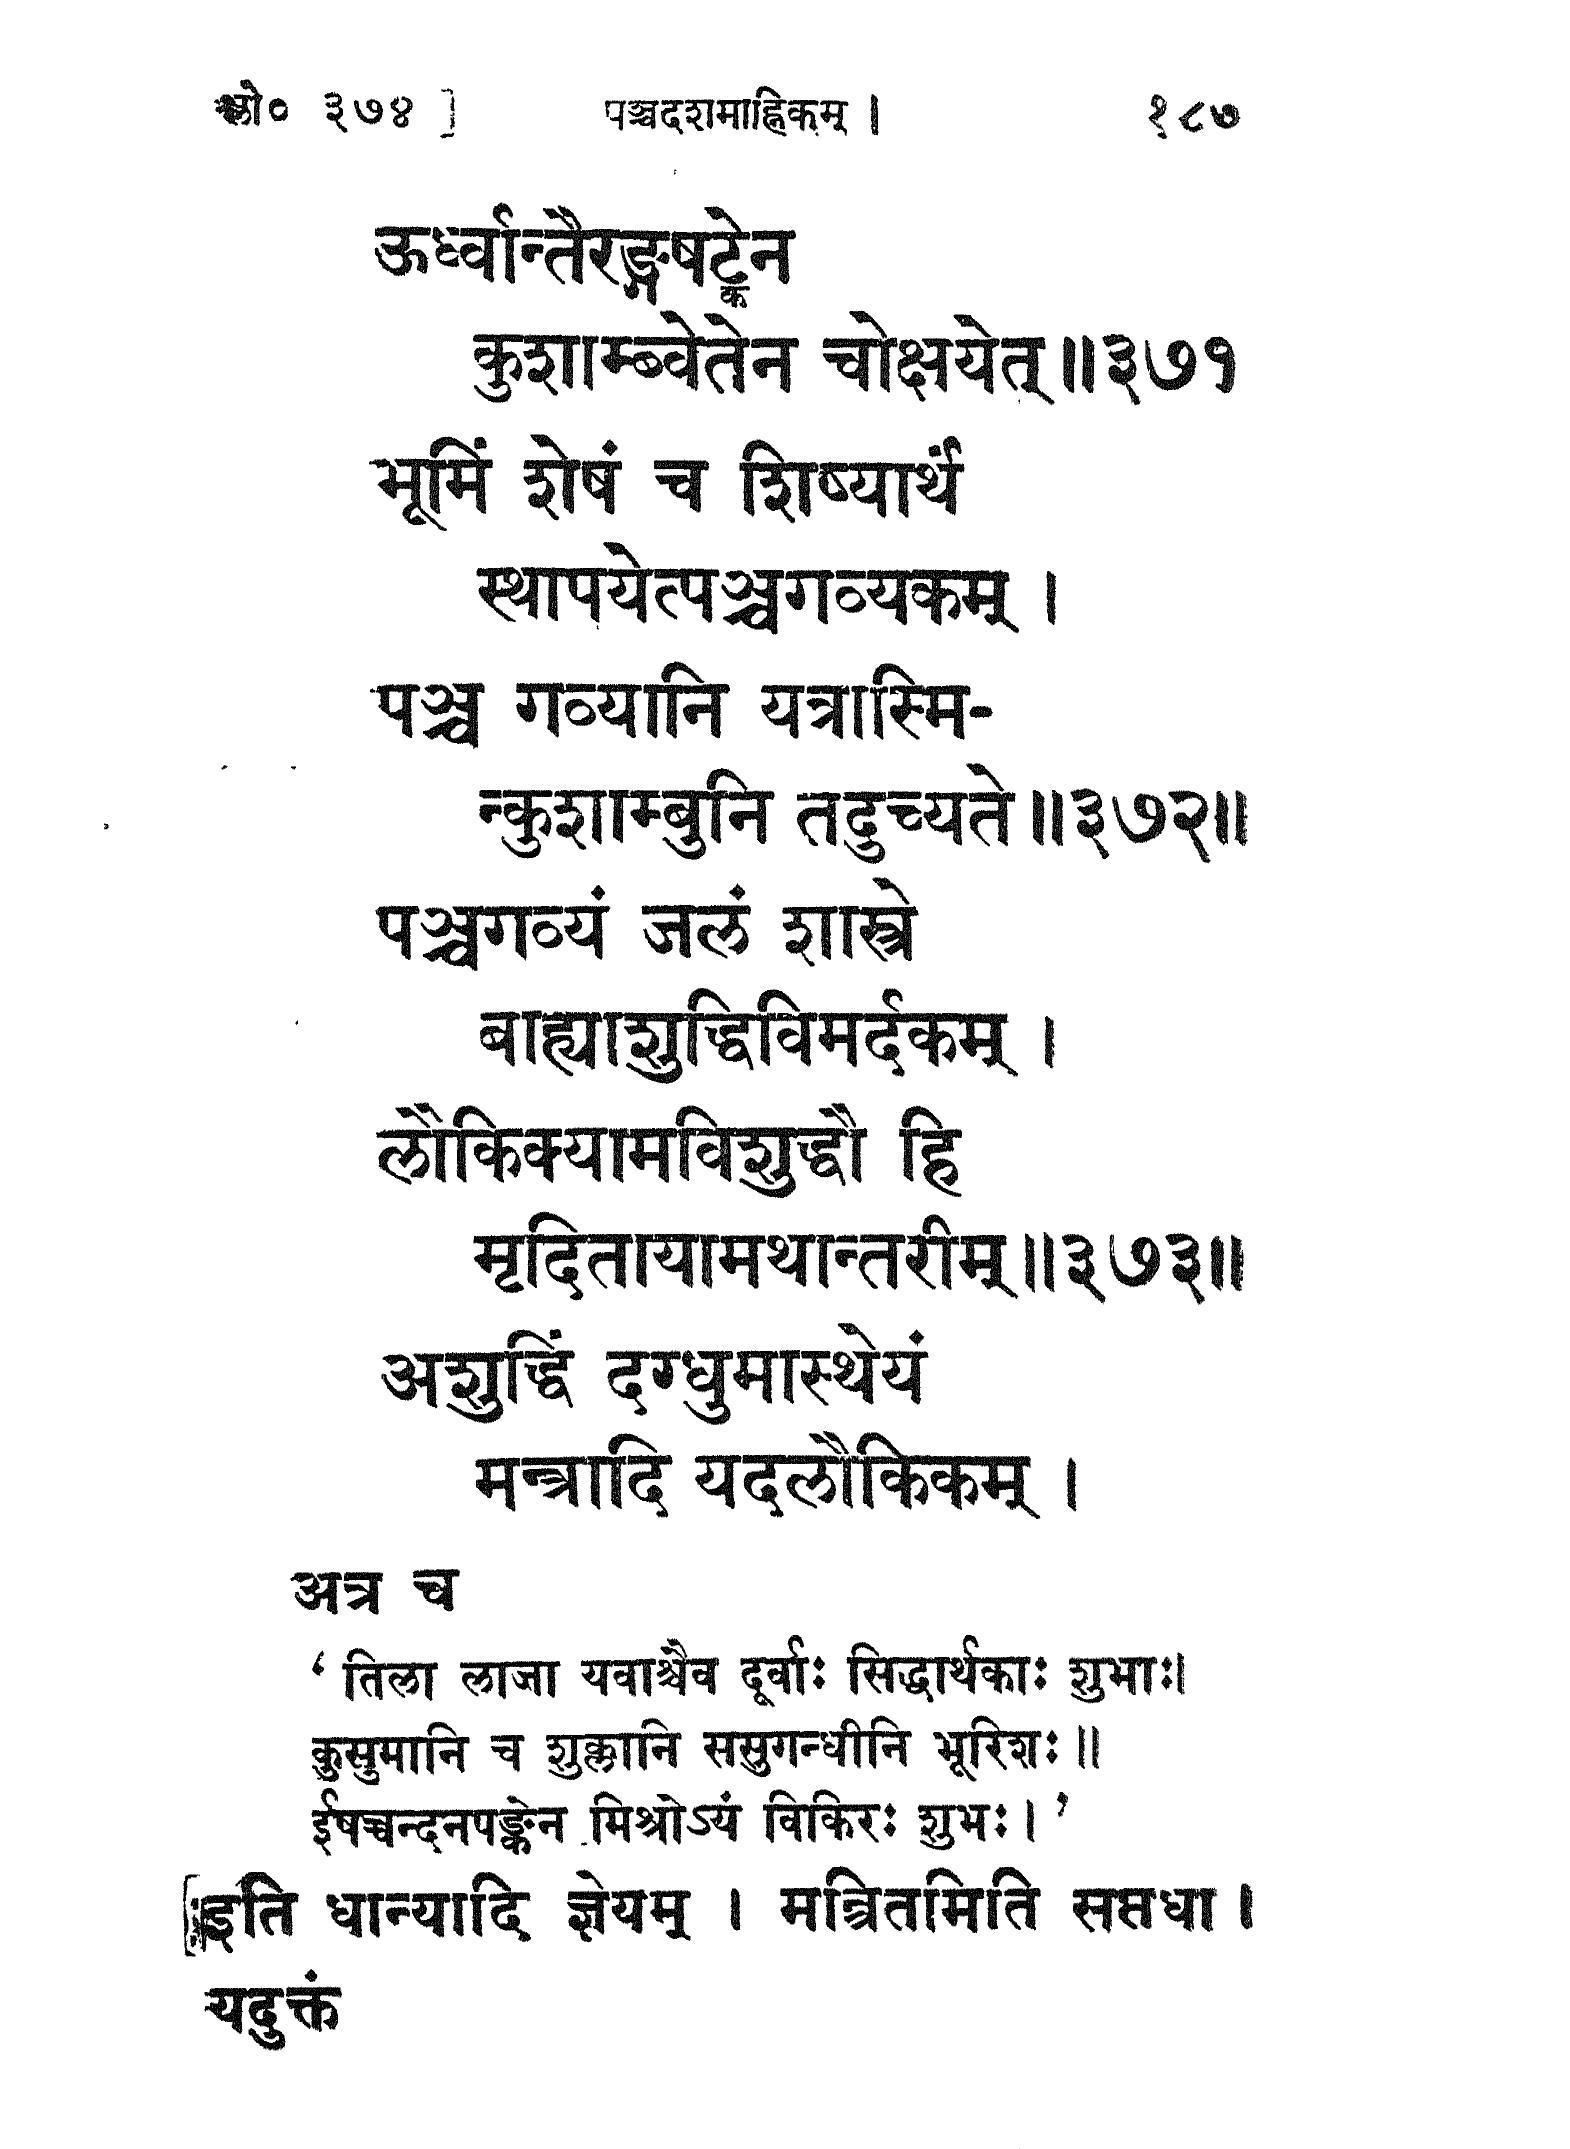 श्लो० ३७४ ] पञ्चदशमाह्निकम् । १८७
ऊर्ध्वान्तैरङ्गषट्केन
कुशाम्ब्वेतेन चोक्षयेत्॥३७१
भूमिं शेषं च शिष्यार्थं
स्थापयेत्पञ्चगव्यकम् ।
पञ्च गव्यानि यत्रास्मि-
न्कुशाम्बुनि तदुच्यते॥३७२॥
पञ्चगव्यं जलं शास्त्रे
बाह्याशुद्धिविमर्दकम् ।
लौकिक्यामविशुद्धौ हि
मृदितायामथान्तरीम्॥३७३॥
अशुद्धिं दग्धुमास्थेयं
मन्त्रादि यदलौकिकम् ।
अत्र च
‘ तिला लाजा यवाश्चैव दूर्वाः सिद्धार्थकाः शुभाः।
कुसुमानि च शुक्लानि ससुगन्धीनि भूरिशः॥
ईषच्चन्दनपङ्केन मिश्रोऽयं विकिरः शुभः। ’
इति धान्यादि ज्ञेयम् । मन्त्रितमिति सप्तधा ।
यदुक्तं